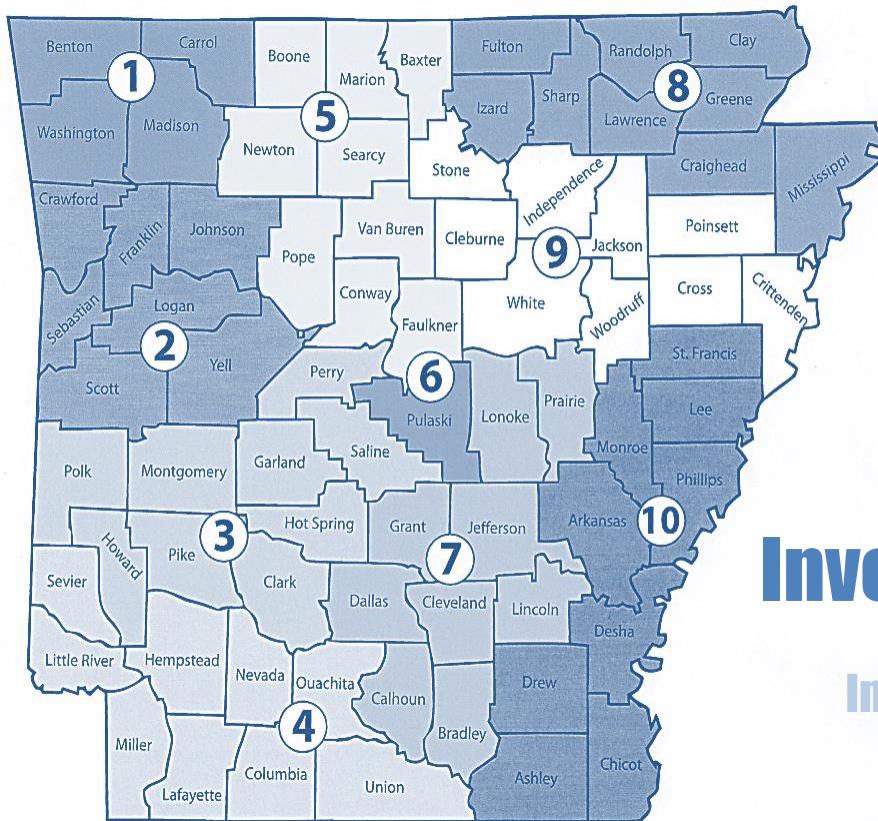 Benton
Carrol
Boone
Marion
Baxter
Fulton
Randolph
Clay
1
5
8
Izard
Sharp
Greene
Lawrence
Washington
Madison
Newton
Searcy
Stone
Independence
Craighead
Mississippi
Crawford
Franklin
Johnson
Pope
Van Buren
Cleburne
9
Jackson
Poinsett
Sebastian
Logan
Conway
Faulkner
White
Woodruff
Cross
Crittenden
2
Scott
Yell
Perry
6
Pulaski
Lonoke
Prairie
St. Francis
Lee
Monroe
Phillips
Polk
Montgomery
Garland
Saline
Howard
Pike
3
Hot Spring
Grant
7
Jefferson
Arkansas
10
Inve
Sevier
Clark
Dallas
Cleveland
Lincoln
Desha
Little River
Hempstead
Nevada
Ouachita
Calhoun
Drew
In
4
Miller
Lafayette
Columbia
Union
Bradley
Ashley
Chicot